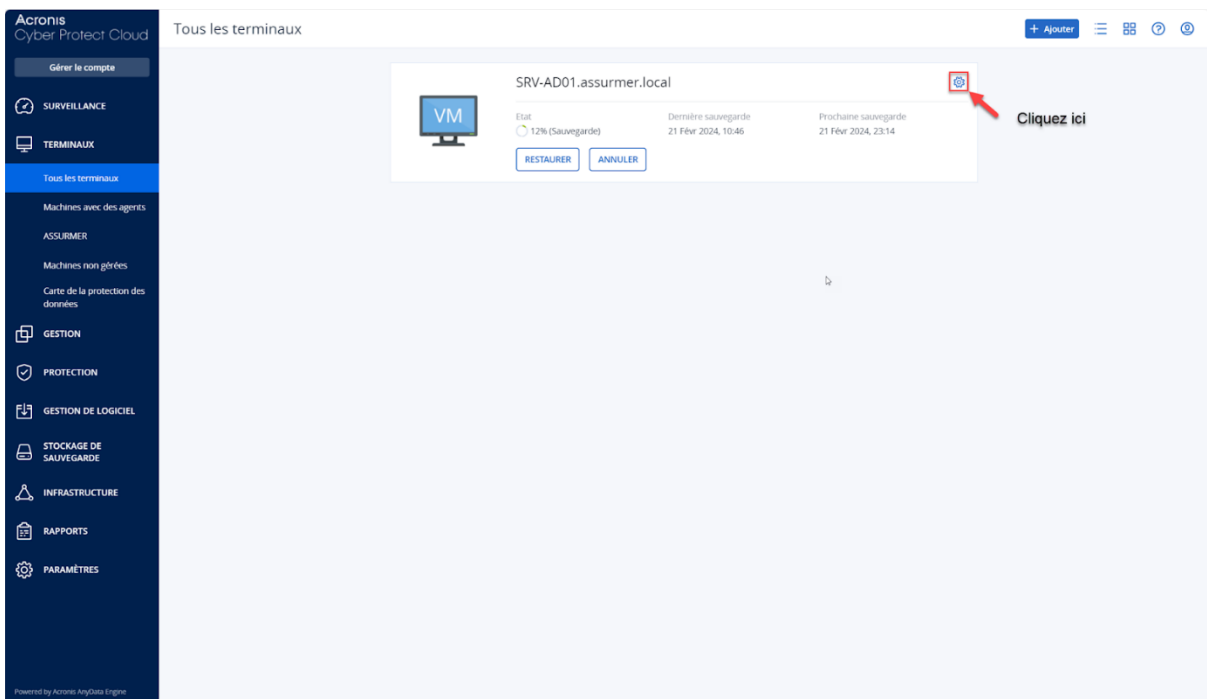 Acronis
Cyber Protect Cloud
Gérer le compte
SURVEILLANCE
TERMINAUX
Tous les terminaux
Machines avec des agents
ASSURMER
Machines non gérées
Carte de la protection des
données
GESTION
PROTECTION
GESTION DE LOGICIEL
STOCKAGE DE
SAUVEGARDE
INFRASTRUCTURE
RAPPORTS
PARAMÈTRES
Powered by Acronis AnyData Engine
Tous les terminaux
+ Ajouter
SRV-AD01.assurmer.local
VM
Etat
Dernière sauvegarde
Prochaine sauvegarde
12% (Sauvegarde)
21 Févr 2024, 10:46
21 Févr 2024, 23:14
RESTAURER
ANNULER
Cliquez ici